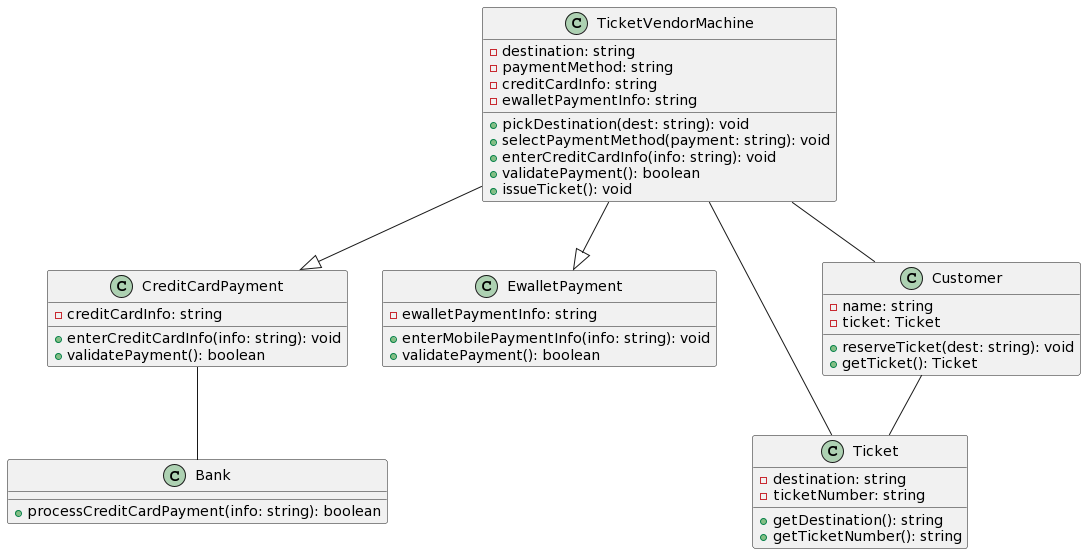 C TicketVendorMachine
destination: string
paymentMethod: string
creditCardInfo: string
ewalletPaymentInfo: string
pickDestination(dest: string): void
selectPaymentMethod(payment: string): void
enterCreditCardInfo(info: string): void
validatePayment(): boolean
issueTicket(): void
C CreditCardPayment
creditCardInfo: string
enterCreditCardInfo(info: string): void
validatePayment(): boolean
C EwalletPayment
ewalletPaymentInfo: string
enterMobilePaymentInfo(info: string): void
validatePayment(): boolean
C Customer
name: string
ticket: Ticket
reserveTicket(dest: string): void
getTicket(): Ticket
C Bank
processCreditCardPayment(info: string): boolean
C Ticket
destination: string
ticketNumber: string
getDestination(): string
getTicketNumber(): string